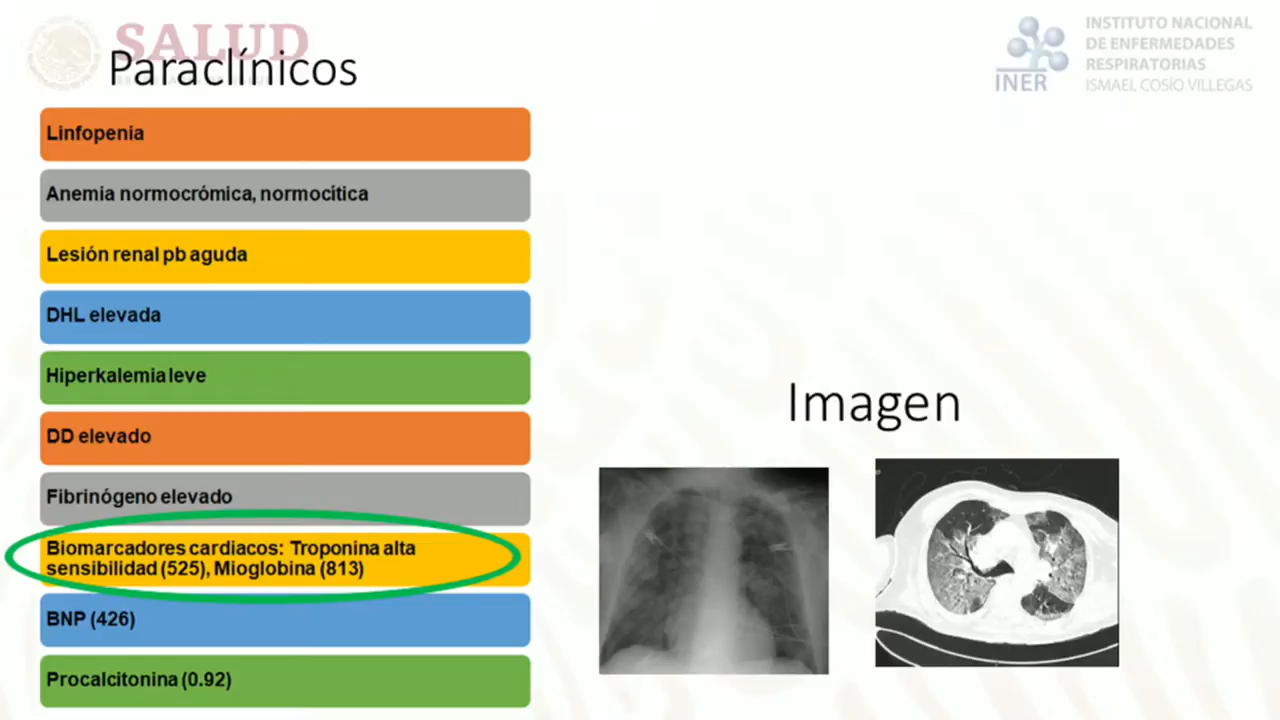 SALUD
Paraclínicos
INER
INSTITUTO NACIONAL
DE ENFERMEDADES
RESPIRATORIAS
ISMAEL COSÍO VILLEGAS
Linfopenia
Anemia normocrómica, normocítica
Lesión renal pb aguda
DHL elevada
Hiperkalemia leve
DD elevado
Fibrinógeno elevado
Biomarcadores cardiacos: Troponina alta
sensibilidad (525), Mioglobina (813)
BNP (426)
Procalcitonina (0.92)
Imagen